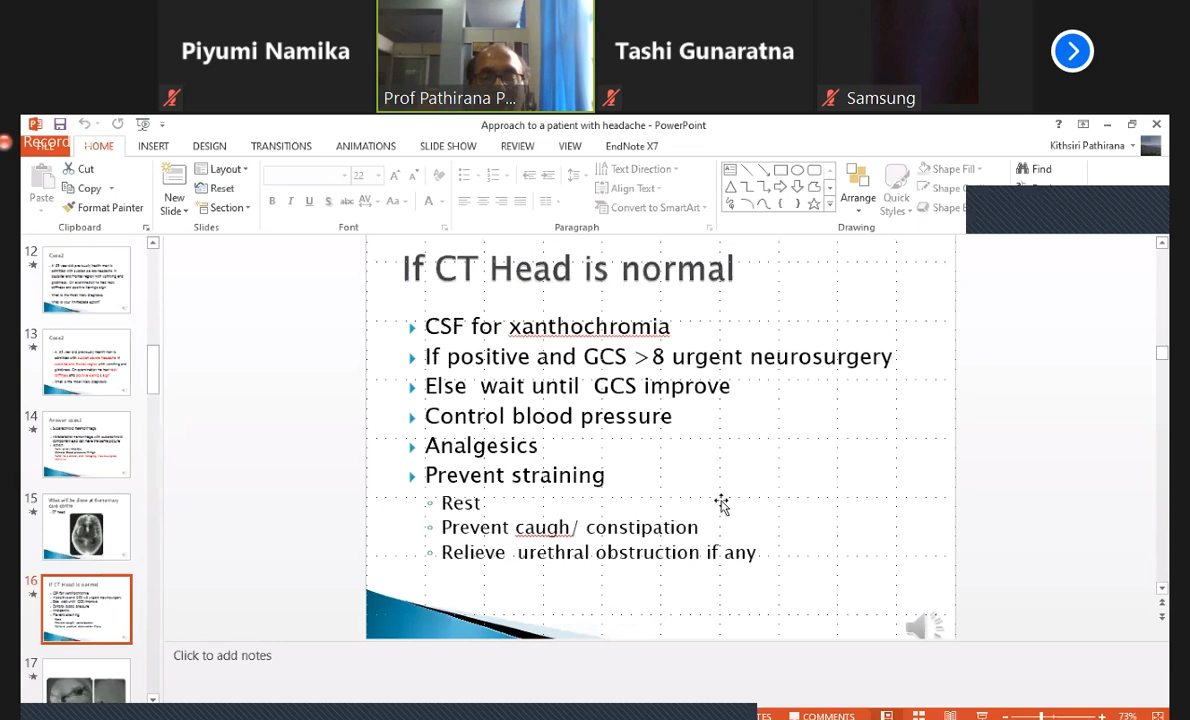 Piyumi Namika
Prof Pathirana P...
Tashi Gunaratna
Samsung
Approach to a patient with headache - PowerPoint
Record
HOME
INSERT
DESIGN
TRANSITIONS
ANIMATIONS
SLIDE SHOW
REVIEW
VIEW
EndNote X7
Kithsiri Pathirana
Paste
Cut
Copy
Format Painter
Clipboard
New
Slide
Layout
Reset
Section
Slides
22
Font
Text Direction
Align Text
Convert to SmartArt
Paragraph
Arrange
Quick
Styles
Shape Fill
Shape
Shape E
Drawing
Find
12
13
14
15
16
17
If CT Head is normal
CSF for xanthochromia
If positive and GCS >8 urgent neurosurgery
Else wait until GCS improve
Control blood pressure
Analgesics
Prevent straining
Rest
Prevent caugh/ constipation
Relieve urethral obstruction if any
Click to add notes
COMMENTS
73%